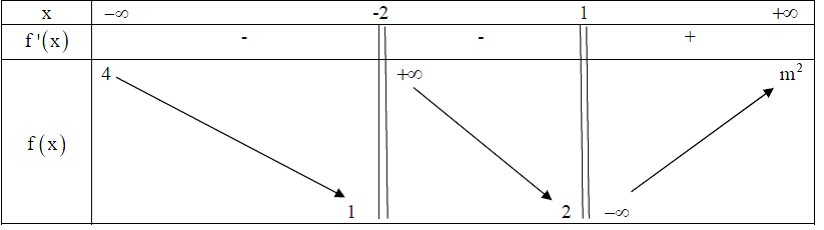 x −∞ -2 1 +∞
f '(x) - - +
4 +∞ m²
f(x)
1 2 −∞